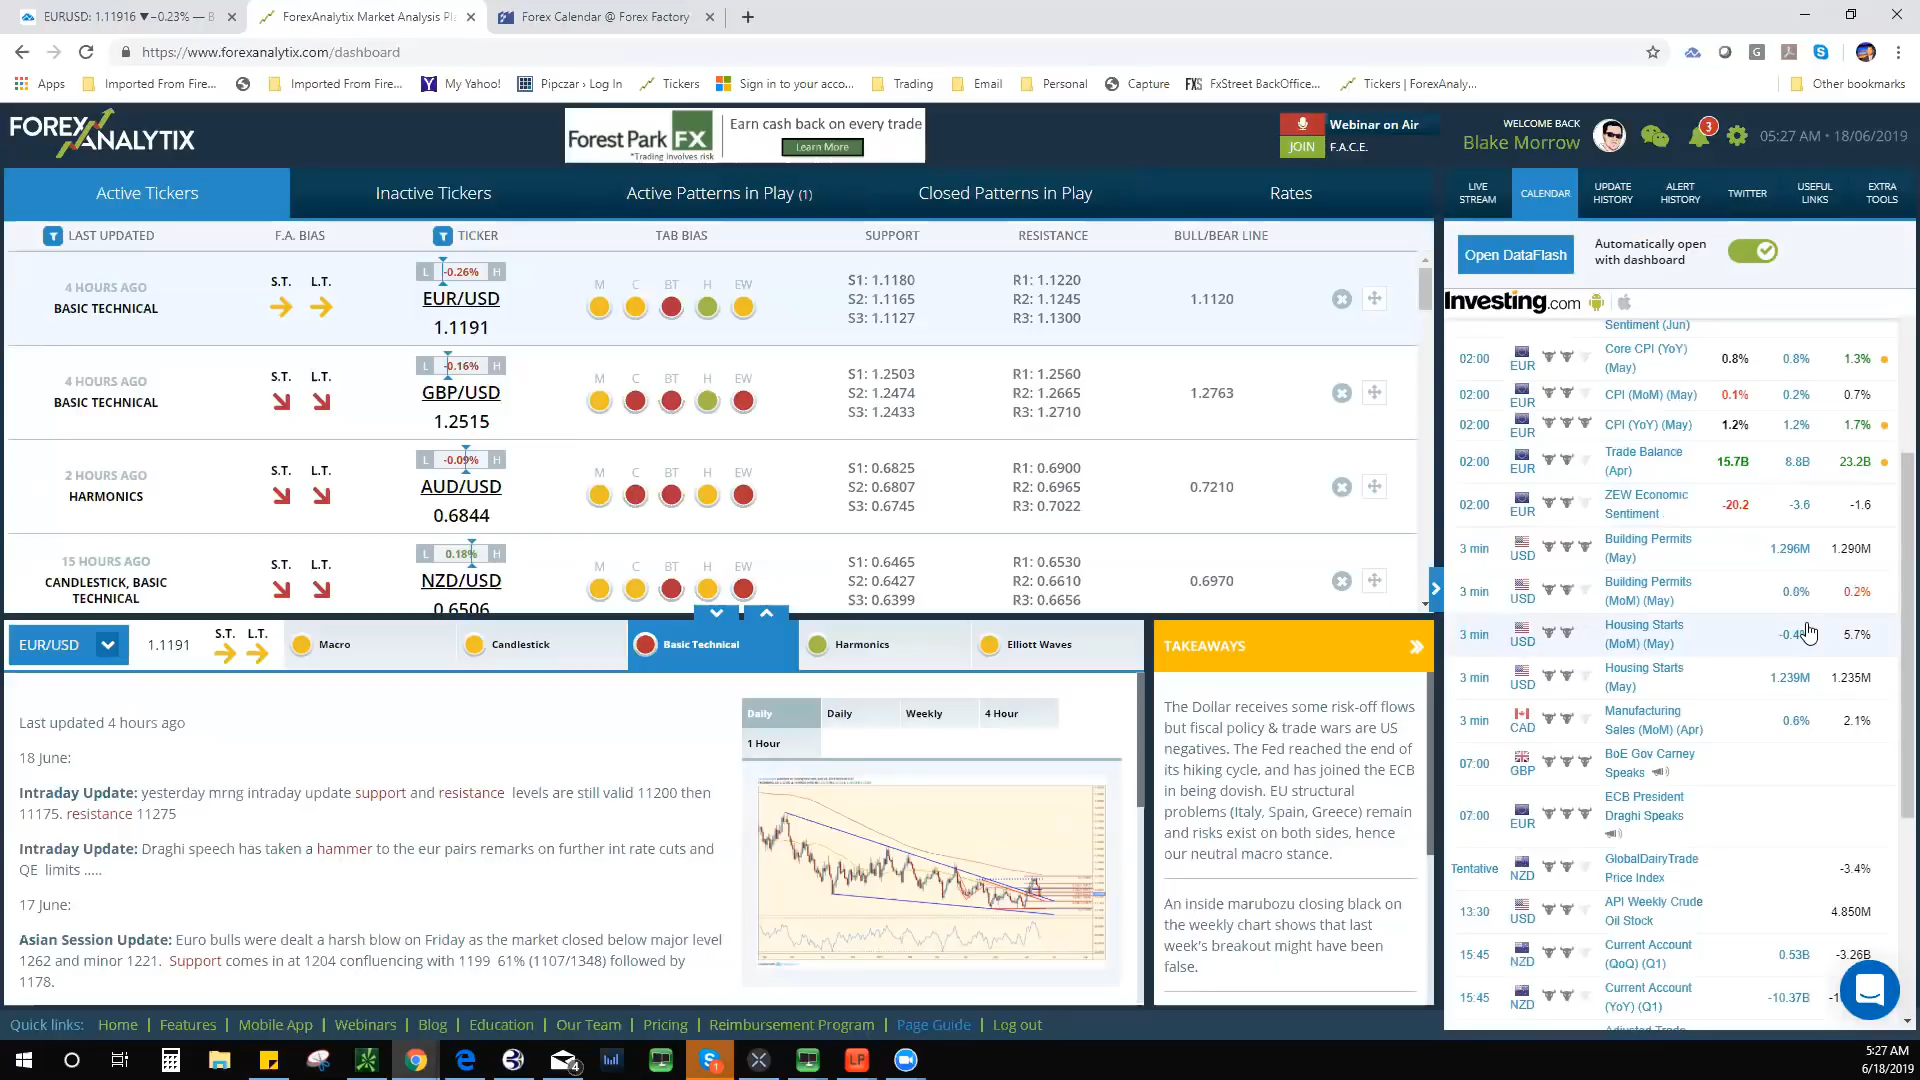 EURUSD: 1.11916 ▼−0.23% — B
ForexAnalytix Market Analysis Pl
Forex Calendar @ Forex Factory
https://www.forexanalytix.com/dashboard
Apps
Imported From Fire...
Imported From Fire...
My Yahoo!
Pipczar › Log In
Tickers
Sign in to your acco...
Trading
Email
Personal
Capture
FxStreet BackOffice...
Tickers | ForexAnaly...
Other bookmarks
FOREX ANALYTIX
Forest Park FX
*Trading involves risk
Earn cash back on every trade
Learn More
Webinar on Air
JOIN
F.A.C.E.
WELCOME BACK
Blake Morrow
3
05:27 AM • 18/06/2019
Active Tickers
Inactive Tickers
Active Patterns in Play (1)
Closed Patterns in Play
Rates
LAST UPDATED
F.A. BIAS
TICKER
TAB BIAS
SUPPORT
RESISTANCE
BULL/BEAR LINE
4 HOURS AGO
BASIC TECHNICAL
S.T. L.T.
L -0.26% H
EUR/USD
1.1191
M C BT H EW
S1: 1.1180
S2: 1.1165
S3: 1.1127
R1: 1.1220
R2: 1.1245
R3: 1.1300
1.1120
4 HOURS AGO
BASIC TECHNICAL
S.T. L.T.
L -0.16% H
GBP/USD
1.2515
M C BT H EW
S1: 1.2503
S2: 1.2474
S3: 1.2433
R1: 1.2560
R2: 1.2665
R3: 1.2710
1.2763
2 HOURS AGO
HARMONICS
S.T. L.T.
L -0.09% H
AUD/USD
0.6844
M C BT H EW
S1: 0.6825
S2: 0.6807
S3: 0.6745
R1: 0.6900
R2: 0.6965
R3: 0.7022
0.7210
15 HOURS AGO
CANDLESTICK, BASIC
TECHNICAL
S.T. L.T.
L 0.18% H
NZD/USD
0.6506
M C BT H EW
S1: 0.6465
S2: 0.6427
S3: 0.6399
R1: 0.6530
R2: 0.6610
R3: 0.6656
0.6970
EUR/USD
1.1191
S.T. L.T.
Macro
Candlestick
Basic Technical
Harmonics
Elliott Waves
Last updated 4 hours ago
18 June:
Intraday Update: yesterday mrng intraday update support and resistance levels are still valid 11200 then
11175. resistance 11275
Intraday Update: Draghi speech has taken a hammer to the eur pairs remarks on further int rate cuts and
QE limits .....
17 June:
Asian Session Update: Euro bulls were dealt a harsh blow on Friday as the market closed below major level
1262 and minor 1221. Support comes in at 1204 confluencing with 1199 61% (1107/1348) followed by
1178.
Daily
Daily
Weekly
4 Hour
1 Hour
TAKEAWAYS
The Dollar receives some risk-off flows
but fiscal policy & trade wars are US
negatives. The Fed reached the end of
its hiking cycle, and has joined the ECB
in being dovish. EU structural
problems (Italy, Spain, Greece) remain
and risks exist on both sides, hence
our neutral macro stance.
An inside marubozu closing black on
the weekly chart shows that last
week's breakout might have been
false.
LIVE STREAM
CALENDAR
UPDATE HISTORY
ALERT HISTORY
TWITTER
USEFUL LINKS
EXTRA TOOLS
Open DataFlash
Automatically open
with dashboard
Investing.com
Sentiment (Jun)
02:00 EUR Core CPI (YoY) (May) 0.8% 0.8% 1.3%
02:00 EUR CPI (MoM) (May) 0.1% 0.2% 0.7%
02:00 EUR CPI (YoY) (May) 1.2% 1.2% 1.7%
02:00 EUR Trade Balance (Apr) 15.7B 8.8B 23.2B
02:00 EUR ZEW Economic Sentiment -20.2 -3.6 -1.6
3 min USD Building Permits (May) 1.296M 1.290M
3 min USD Building Permits (MoM) (May) 0.2%
3 min USD Housing Starts (MoM) (May) 5.7%
3 min USD Housing Starts (May) 1.239M 1.235M
3 min CAD Manufacturing Sales (MoM) (Apr) 0.6% 2.1%
07:00 GBP BoE Gov Carney Speaks
07:00 EUR ECB President Draghi Speaks
Tentative NZD GlobalDairyTrade Price Index -3.4%
13:30 USD API Weekly Crude Oil Stock 4.850M
15:45 NZD Current Account (QoQ) (Q1) 0.53B -3.26B
15:45 NZD Current Account (YoY) (Q1) -10.37B
Quick links: Home | Features | Mobile App | Webinars | Blog | Education | Our Team | Pricing | Reimbursement Program | Page Guide | Log out
4
1
LP
5:27 AM
6/18/2019